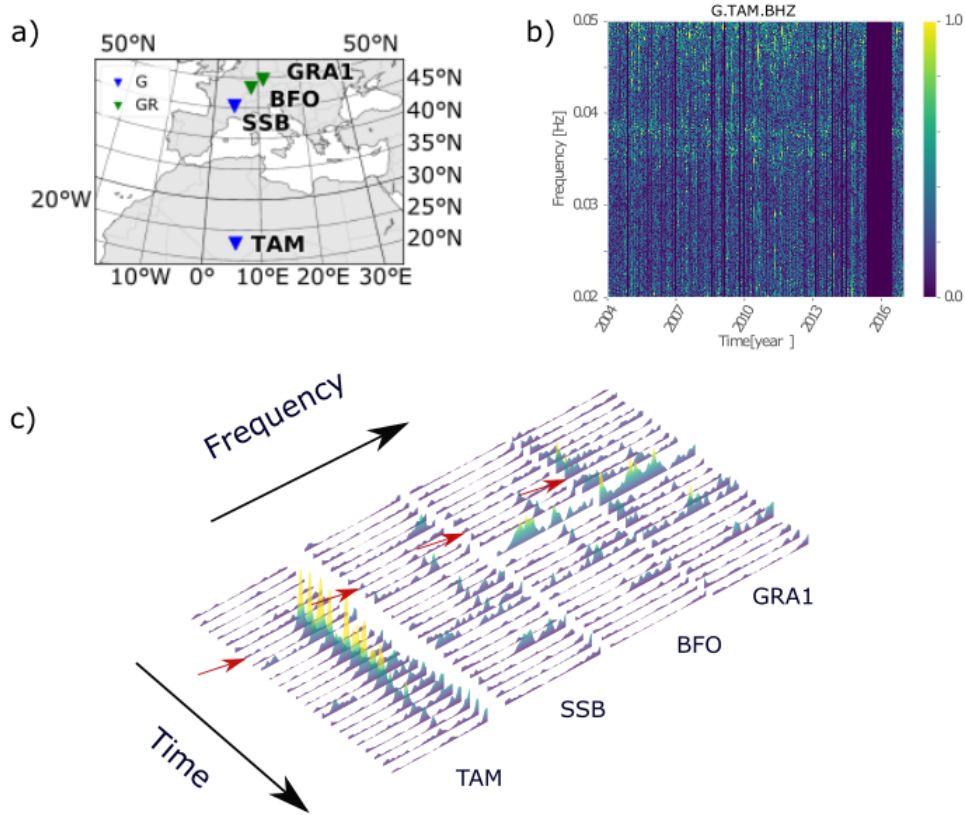 a)
50°N 50°N
G
GR
GRA1
BFO
SSB
TAM
45°N
40°N
35°N
30°N
25°N
20°N
20°W
10°W 0° 10°E 20°E 30°E
b)
G.TAM.BHZ
Frequency [Hz]
0.05
0.04
0.03
0.02
2004 2007 2010 2013 2016
Time[year ]
1.0
0.0
c)
Frequency
Time
GRA1
BFO
SSB
TAM